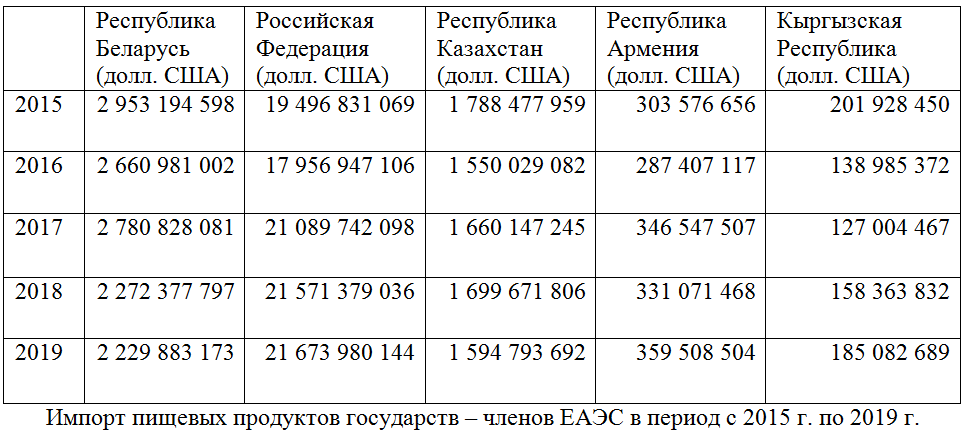 Республика Беларусь (долл. США) Российская Федерация (долл. США) Республика Казахстан (долл. США) Республика Армения (долл. США) Кыргызская Республика (долл. США)
2015 2 953 194 598 19 496 831 069 1 788 477 959 303 576 656 201 928 450
2016 2 660 981 002 17 956 947 106 1 550 029 082 287 407 117 138 985 372
2017 2 780 828 081 21 089 742 098 1 660 147 245 346 547 507 127 004 467
2018 2 272 377 797 21 571 379 036 1 699 671 806 331 071 468 158 363 832
2019 2 229 883 173 21 673 980 144 1 594 793 692 359 508 504 185 082 689
Импорт пищевых продуктов государств – членов ЕАЭС в период с 2015 г. по 2019 г.